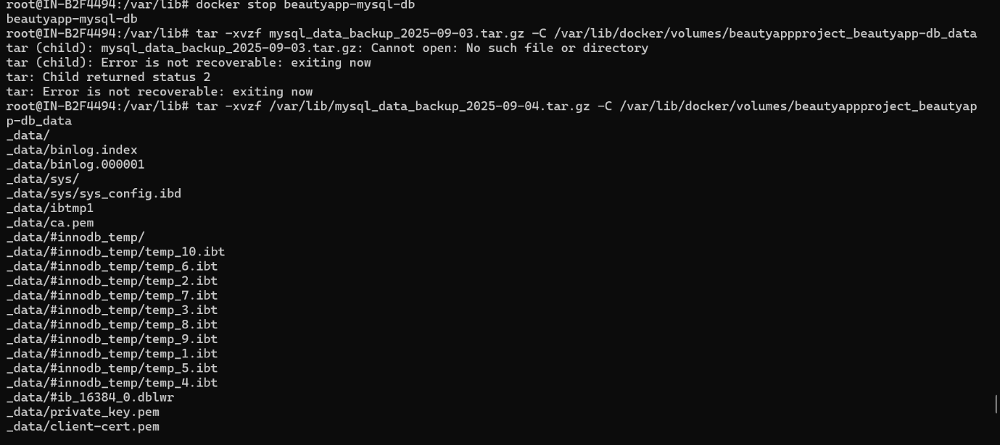 root@IN-B2F4494:/var/lib# docker stop beautyapp-mysql-db
beautyapp-mysql-db
root@IN-B2F4494:/var/lib# tar -xvzf mysql_data_backup_2025-09-03.tar.gz -C /var/lib/docker/volumes/beautyappproject_beautyapp-db_data
tar (child): mysql_data_backup_2025-09-03.tar.gz: Cannot open: No such file or directory
tar (child): Error is not recoverable: exiting now
tar: Child returned status 2
tar: Error is not recoverable: exiting now
root@IN-B2F4494:/var/lib# tar -xvzf /var/lib/mysql_data_backup_2025-09-04.tar.gz -C /var/lib/docker/volumes/beautyappproject_beautyap
p-db_data
_data/
_data/binlog.index
_data/binlog.000001
_data/sys/
_data/sys/sys_config.ibd
_data/ibtmp1
_data/ca.pem
_data/#innodb_temp/
_data/#innodb_temp/temp_10.ibt
_data/#innodb_temp/temp_6.ibt
_data/#innodb_temp/temp_2.ibt
_data/#innodb_temp/temp_7.ibt
_data/#innodb_temp/temp_3.ibt
_data/#innodb_temp/temp_8.ibt
_data/#innodb_temp/temp_9.ibt
_data/#innodb_temp/temp_1.ibt
_data/#innodb_temp/temp_5.ibt
_data/#innodb_temp/temp_4.ibt
_data/#ib_16384_0.dblwr
_data/private_key.pem
_data/client-cert.pem